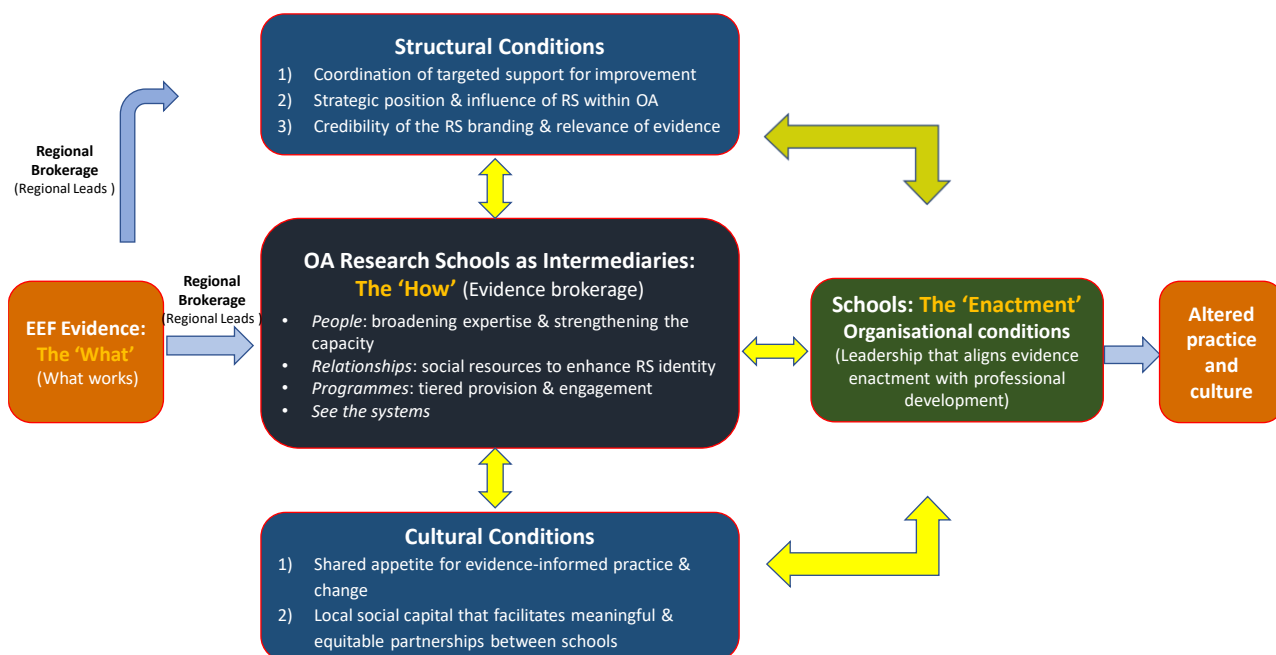 Structural Conditions
1) Coordination of targeted support for improvement
2) Strategic position & influence of RS within OA
3) Credibility of the RS branding & relevance of evidence
Regional
Brokerage
(Regional Leads )
Regional
Brokerage
(Regional Leads )
EEF Evidence:
The ‘What’
(What works)
OA Research Schools as Intermediaries:
The ‘How’ (Evidence brokerage)
• People: broadening expertise & strengthening the
capacity
• Relationships: social resources to enhance RS identity
• Programmes: tiered provision & engagement
• See the systems
Schools: The ‘Enactment’
Organisational conditions
(Leadership that aligns evidence
enactment with professional
development)
Altered
practice
and
culture
Cultural Conditions
1) Shared appetite for evidence-informed practice &
change
2) Local social capital that facilitates meaningful &
equitable partnerships between schools